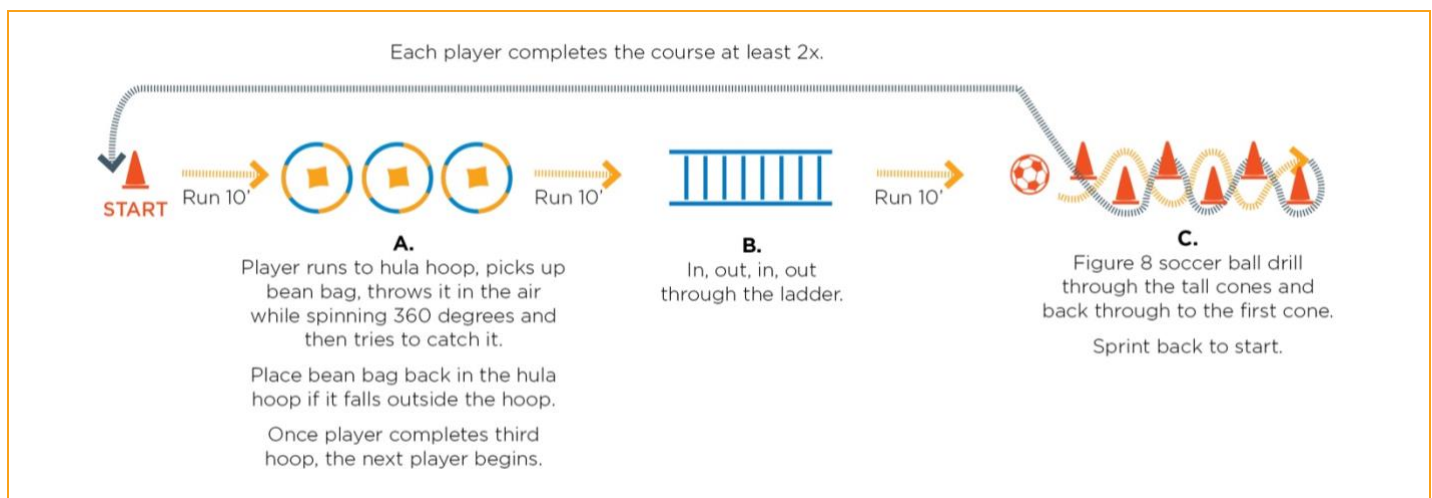 Each player completes the course at least 2x.
START
Run 10'
Run 10'
Run 10'
A.
Player runs to hula hoop, picks up
bean bag, throws it in the air
while spinning 360 degrees and
then tries to catch it.
Place bean bag back in the hula
hoop if it falls outside the hoop.
Once player completes third
hoop, the next player begins.
B.
In, out, in, out
through the ladder.
C.
Figure 8 soccer ball drill
through the tall cones and
back through to the first cone.
Sprint back to start.